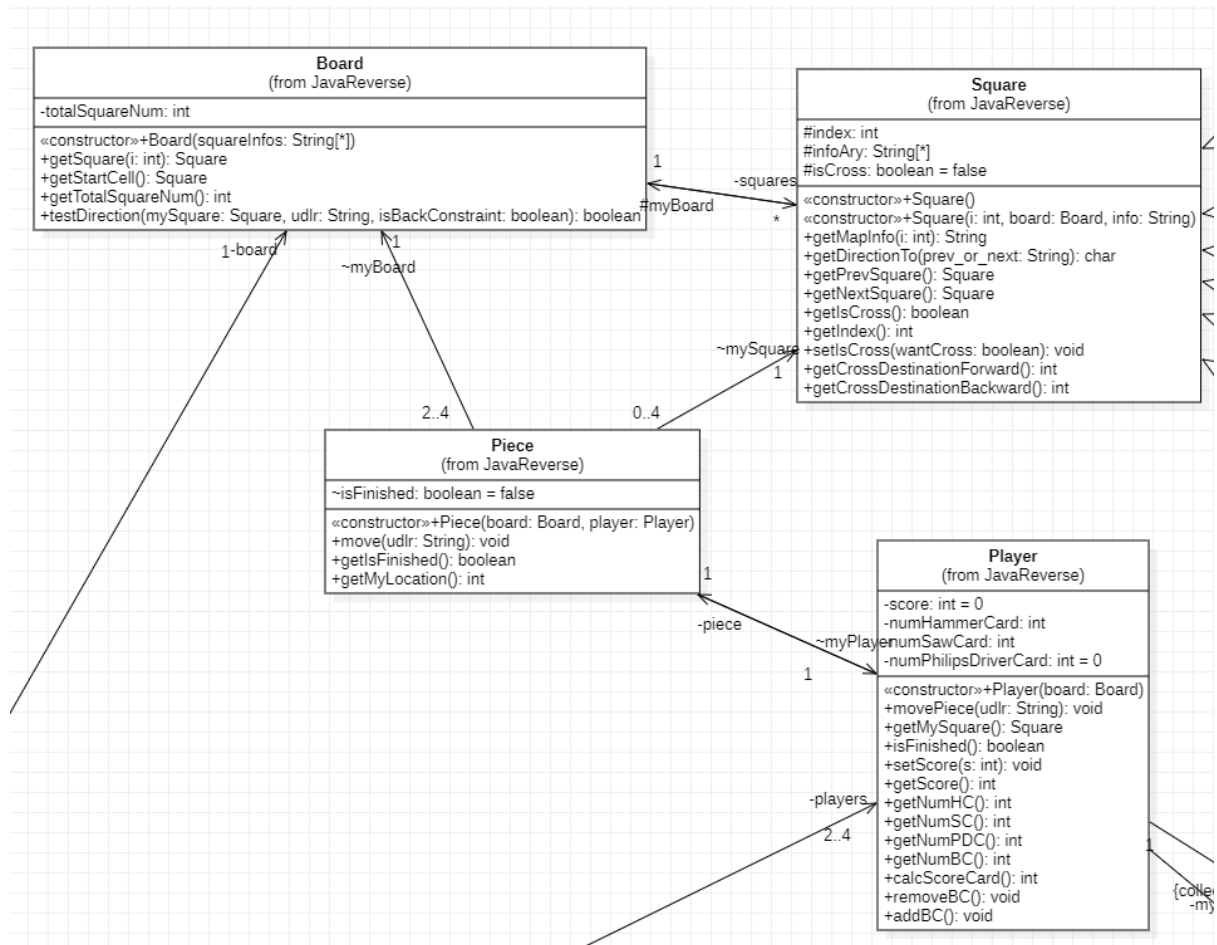 Board
(from JavaReverse)
-totalSquareNum: int
«constructor»+Board(squareInfos: String[*])
+getSquare(i: int): Square
+getStartCell(): Square
+getTotalSquareNum(): int
+testDirection(mySquare: Square, udlr: String, isBackConstraint: boolean): boolean
Square
(from JavaReverse)
#index: int
#infoAry: String[*]
#isCross: boolean = false
«constructor»+Square()
«constructor»+Square(i: int, board: Board, info: String)
+getMapInfo(i: int): String
+getDirectionTo(prev_or_next: String): char
+getPrevSquare(): Square
+getNextSquare(): Square
+getIsCross(): boolean
+getIndex(): int
+setIsCross(wantCross: boolean): void
+getCrossDestinationForward(): int
+getCrossDestinationBackward(): int
1
-squares
#myBoard
*
1
-board
1
~myBoard
~mySquare
1
2..4
0..4
Piece
(from JavaReverse)
~isFinished: boolean = false
«constructor»+Piece(board: Board, player: Player)
+move(udlr: String): void
+getIsFinished(): boolean
+getMyLocation(): int
1
-piece
~myPlayer
1
Player
(from JavaReverse)
-score: int = 0
-numHammerCard: int
-numSawCard: int
-numPhilipsDriverCard: int = 0
«constructor»+Player(board: Board)
+movePiece(udlr: String): void
+getMySquare(): Square
+isFinished(): boolean
+setScore(s: int): void
+getScore(): int
+getNumHC(): int
+getNumSC(): int
+getNumPDC(): int
+getNumBC(): int
+calcScoreCard(): int
+removeBC(): void
+addBC(): void
-players
2..4
1